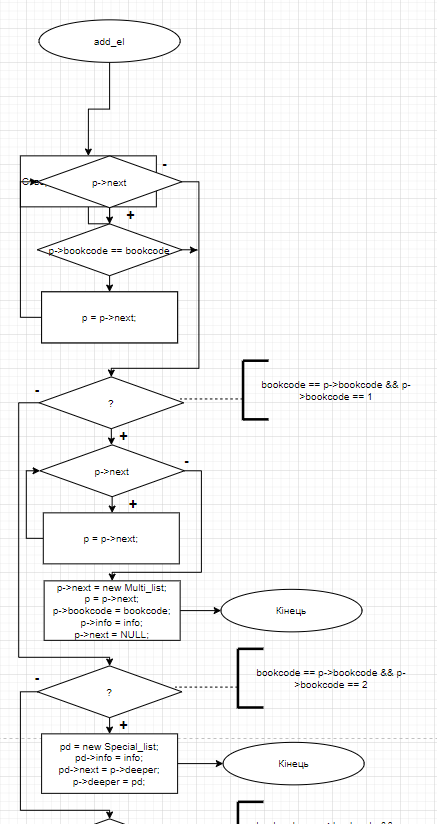 add_el
-
p->next
+
p->bookcode == bookcode
p = p->next;
-
?
bookcode == p->bookcode && p-
>bookcode == 1
+
p->next
-
+
p = p->next;
p->next = new Multi_list;
p = p->next;
p->bookcode = bookcode;
p->info = info;
p->next = NULL;
Кінець
-
?
bookcode == p->bookcode && p-
>bookcode == 2
+
pd = new Special_list;
pd->info = info;
pd->next = p->deeper;
p->deeper = pd;
Кінець